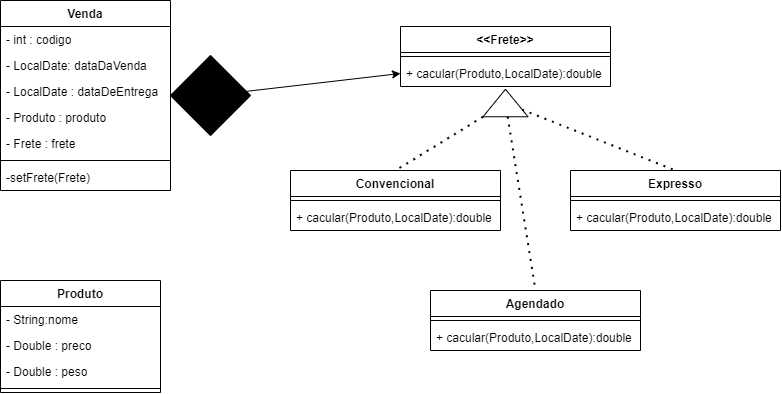 Venda
- int : codigo
- LocalDate: dataDaVenda
- LocalDate : dataDeEntrega
- Produto : produto
- Frete : frete
-setFrete(Frete)
<<Frete>>
+ cacular(Produto,LocalDate):double
Convencional
+ cacular(Produto,LocalDate):double
Expresso
+ cacular(Produto,LocalDate):double
Agendado
+ cacular(Produto,LocalDate):double
Produto
- String:nome
- Double : preco
- Double : peso